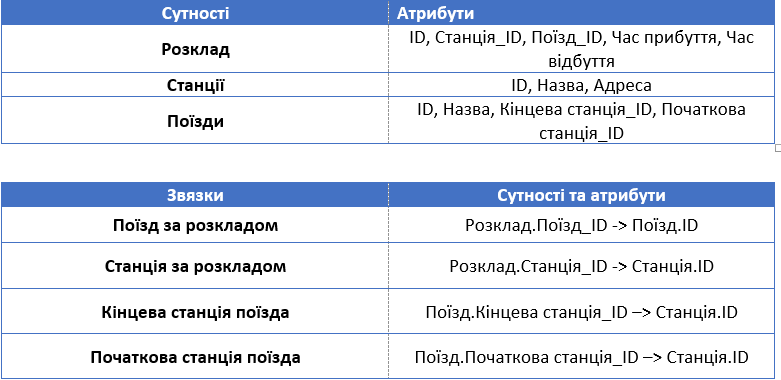 Сутності Атрибути
Розклад ID, Станція_ID, Поїзд_ID, Час прибуття, Час
відбуття
Станції ID, Назва, Адреса
Поїзди ID, Назва, Кінцева станція_ID, Початкова
станція_ID
Звязки Сутності та атрибути
Поїзд за розкладом Розклад.Поїзд_ID -> Поїзд.ID
Станція за розкладом Розклад.Станція_ID -> Станція.ID
Кінцева станція поїзда Поїзд.Кінцева станція_ID –> Станція.ID
Початкова станція поїзда Поїзд.Початкова станція_ID –> Станція.ID